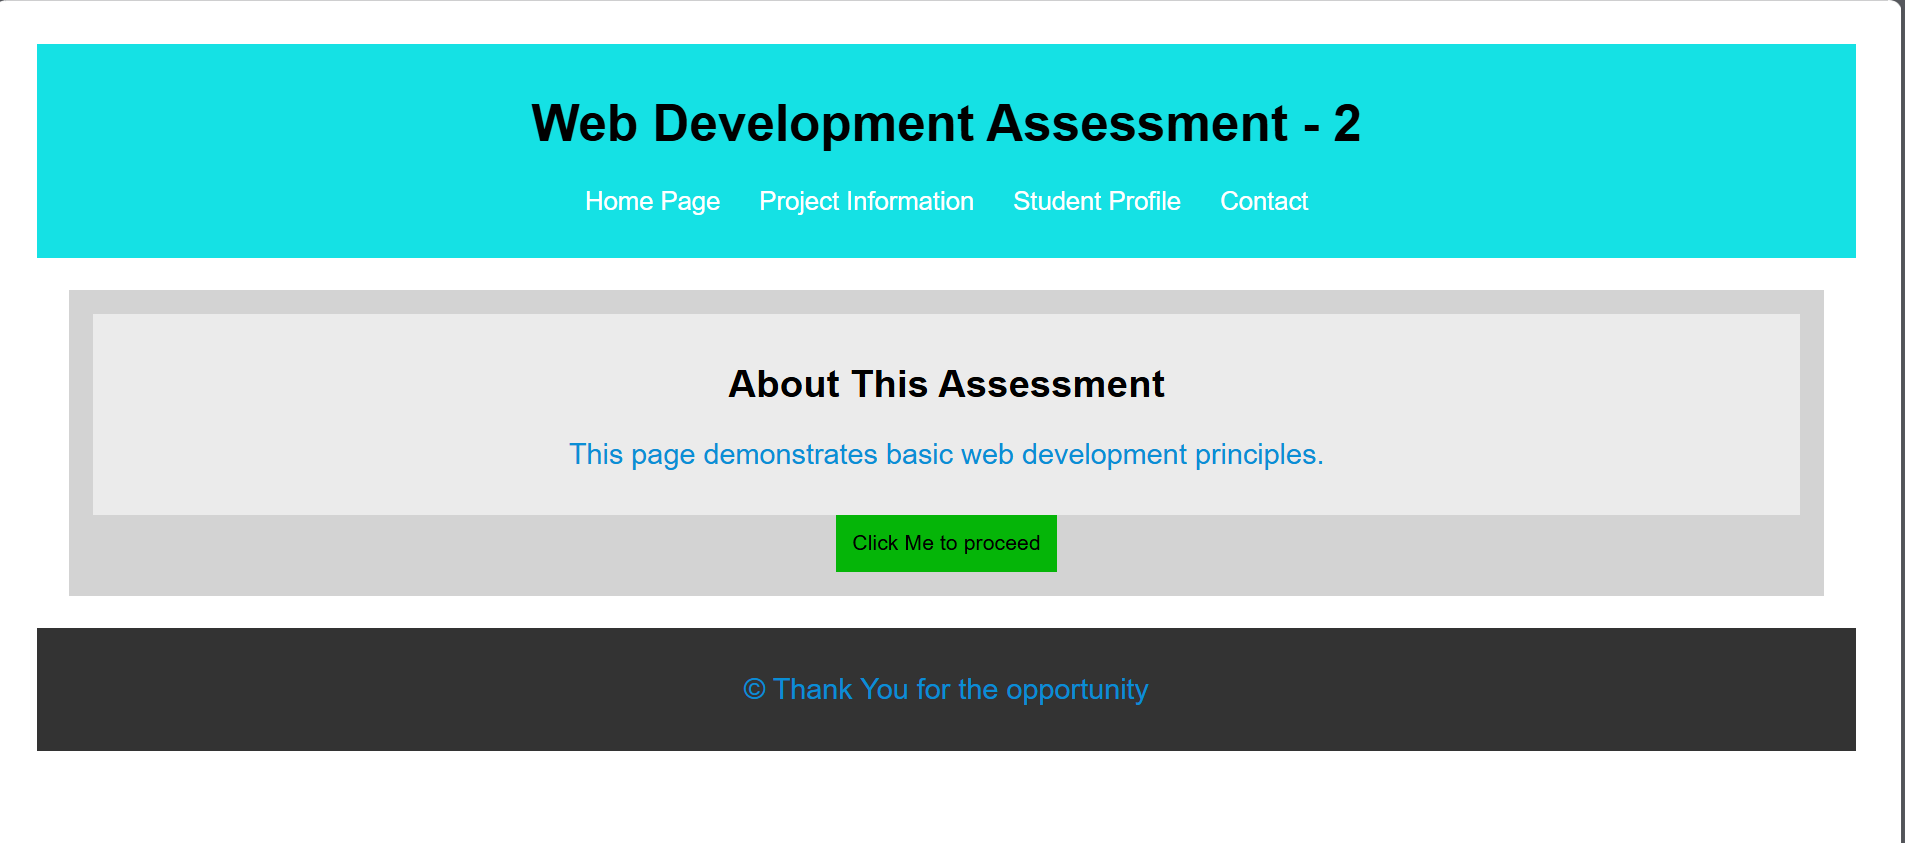 Web Development Assessment - 2
Home Page Project Information Student Profile Contact
About This Assessment
This page demonstrates basic web development principles.
Click Me to proceed
© Thank You for the opportunity